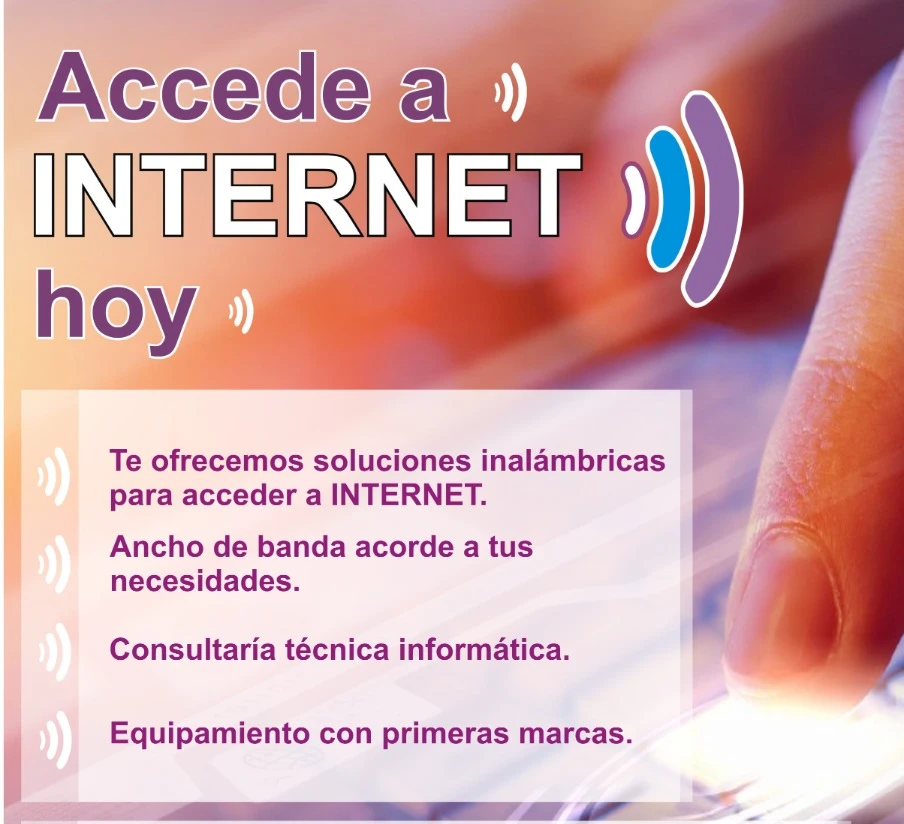 Accede a
INTERNET
hoy
Te ofrecemos soluciones inalámbricas
para acceder a INTERNET.
Ancho de banda acorde a tus
necesidades.
Consultaría técnica informática.
Equipamiento con primeras marcas.